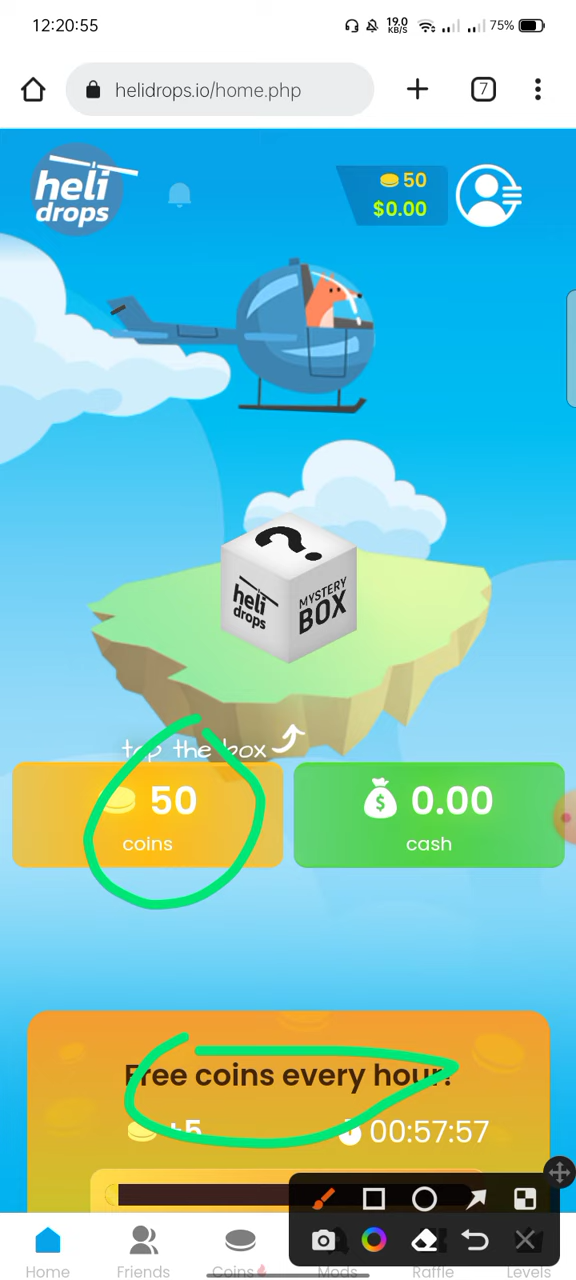 12:20:55
19.0
KB/S
75%
helidrops.io/home.php
7
heli
drops
50
$0.00
?
heli
drops
MYSTERY
BOX
tap the box
50
coins
$
0.00
cash
Free coins every hour!
+5
00:57:57
Home
Friends
Coins
Mods
Raffle
Levels